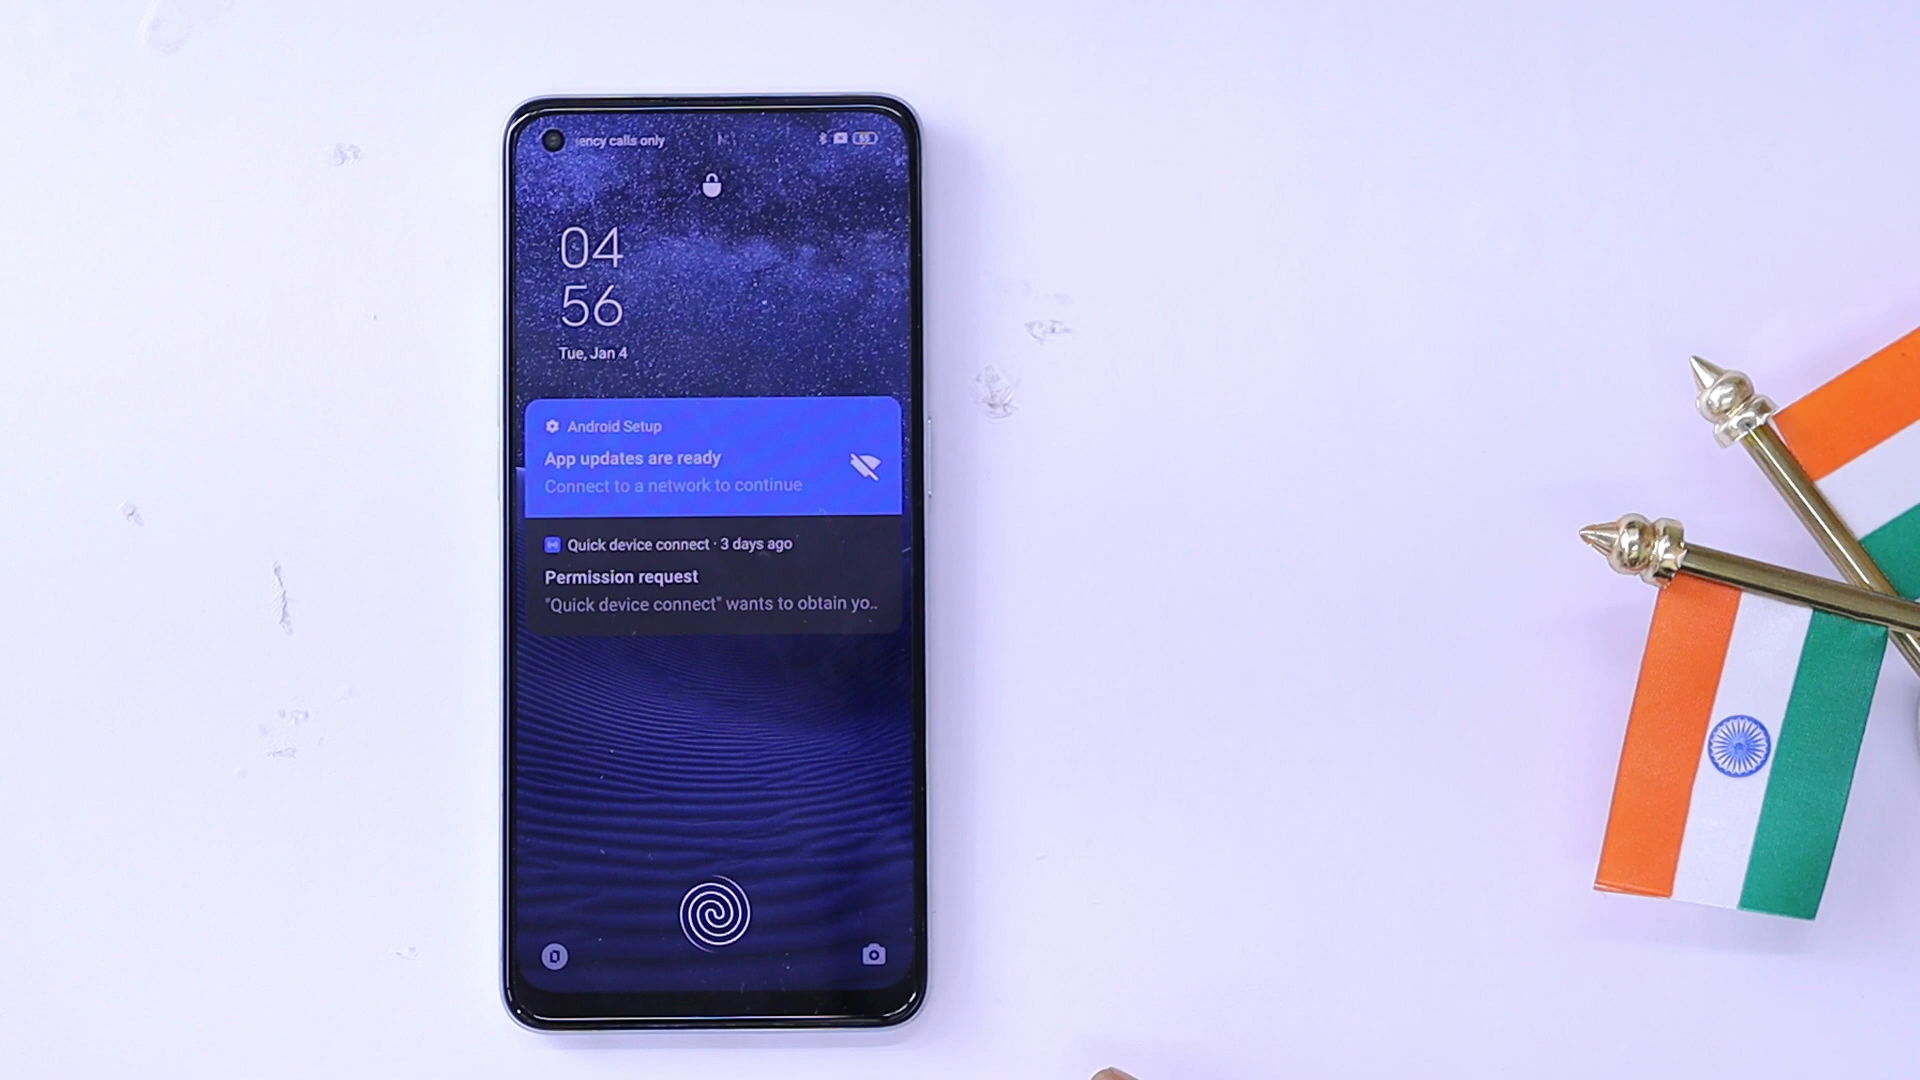 ency calls only
55
04
56
Tue, Jan 4
Android Setup
App updates are ready
Connect to a network to continue
Quick device connect · 3 days ago
Permission request
"Quick device connect" wants to obtain yo..